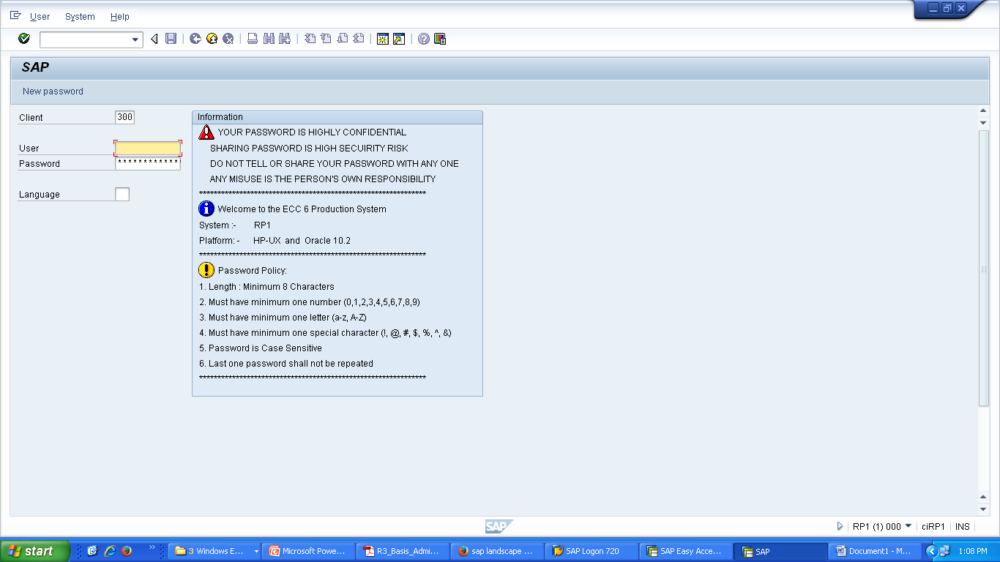 User System Help
SAP
New password
Client 300
User
Password ************
Language
Information
YOUR PASSWORD IS HIGHLY CONFIDENTIAL
SHARING PASSWORD IS HIGH SECUIRITY RISK
DO NOT TELL OR SHARE YOUR PASSWORD WITH ANY ONE
ANY MISUSE IS THE PERSON'S OWN RESPONSIBILITY
**************************************************************
Welcome to the ECC 6 Production System
System :- RP1
Platform: - HP-UX and Oracle 10.2
**************************************************************
Password Policy:
1. Length : Minimum 8 Characters
2. Must have minimum one number (0,1,2,3,4,5,6,7,8,9)
3. Must have minimum one letter (a-z, A-Z)
4. Must have minimum one special character (!, @, #, $, %, ^, &)
5. Password is Case Sensitive
6. Last one password shall not be repeated
**************************************************************
SAP
RP1 (1) 000 ciRP1 INS
start 3 Windows E... Microsoft Powe... R3_Basis_Admi... sap landscape ... SAP Logon 720 SAP Easy Acce... SAP Document1 - M... 1:08 PM